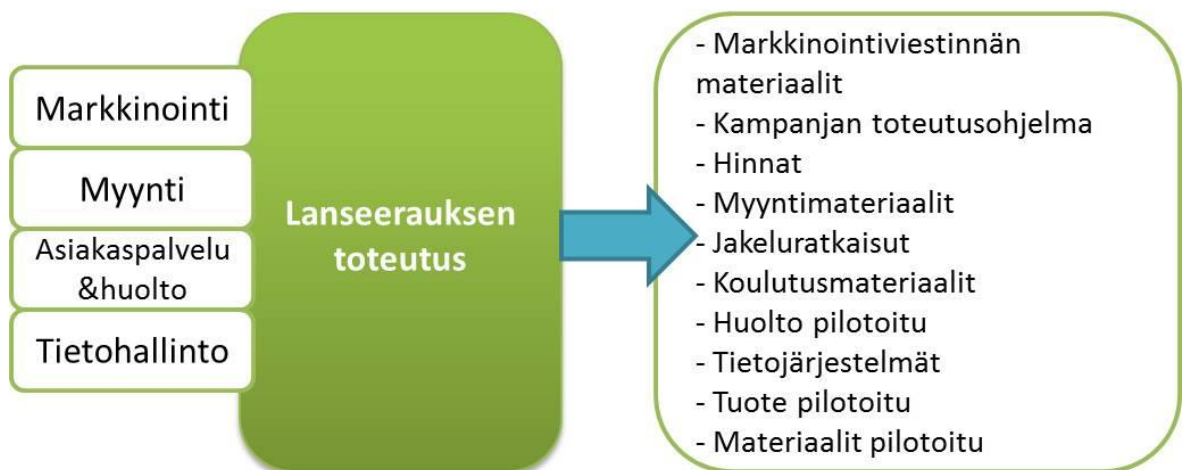 Markkinointi
Myynti
Asiakaspalvelu
&huolto
Tietohallinto
Lanseerauksen
toteutus
- Markkinointiviestinnän
materiaalit
- Kampanjan toteutusohjelma
- Hinnat
- Myyntimateriaalit
- Jakeluratkaisut
- Koulutusmateriaalit
- Huolto pilotoitu
- Tietojärjestelmät
- Tuote pilotoitu
- Materiaalit pilotoitu